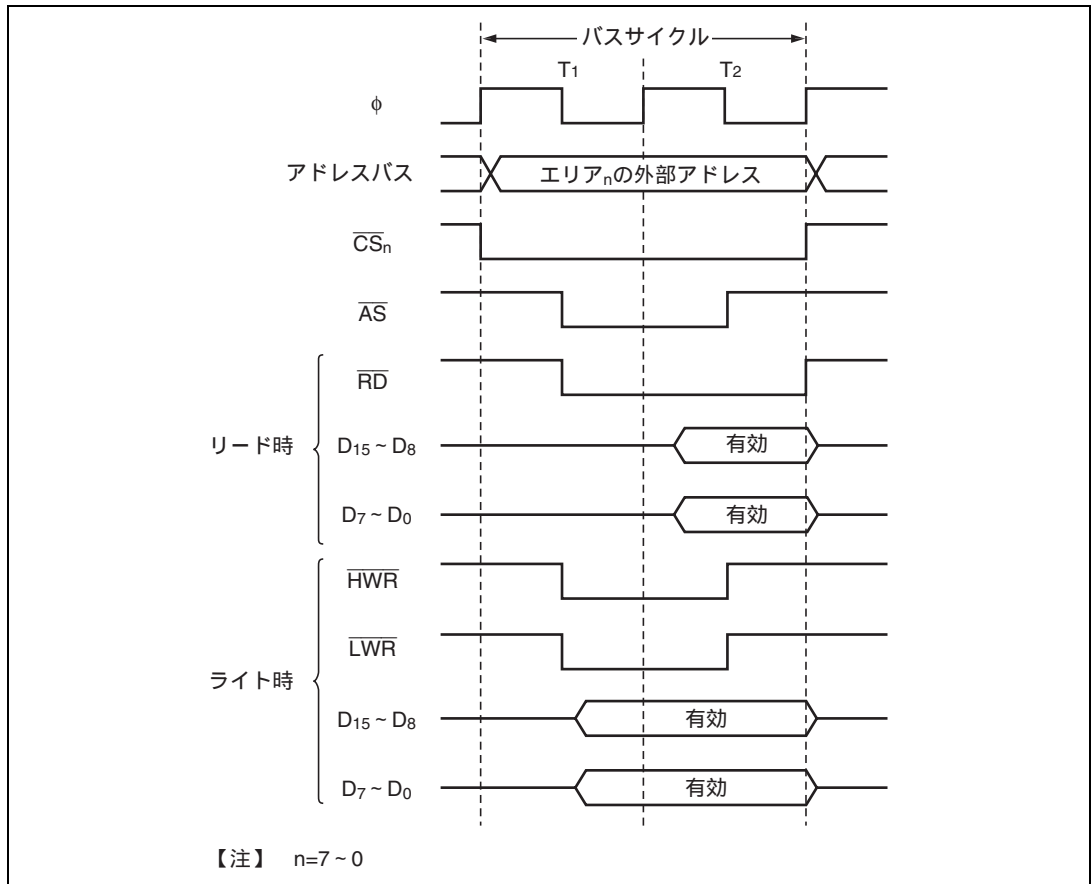 バスサイクル
T1 T2
φ
アドレスバス エリアnの外部アドレス
CSn
AS
RD
リード時 D15~D8 有効
D7~D0 有効
HWR
LWR
ライト時 D15~D8 有効
D7~D0 有効
【注】 n=7~0